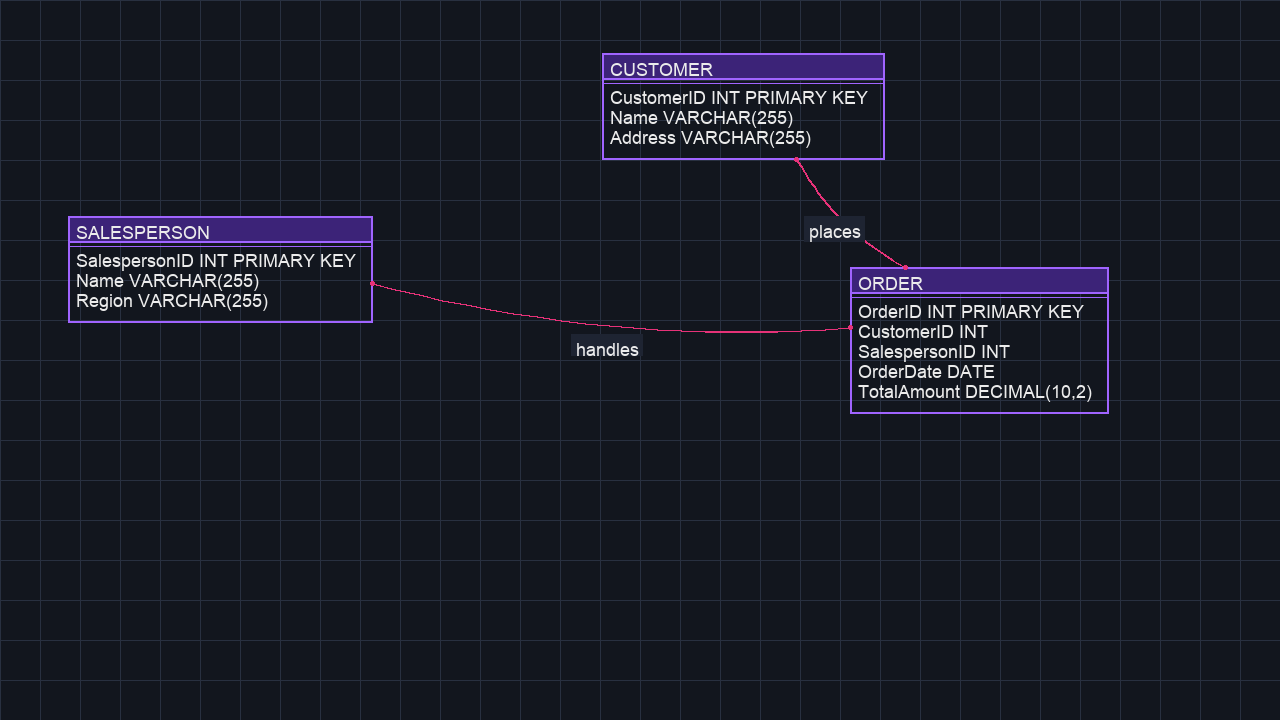 CUSTOMER
CustomerID INT PRIMARY KEY
Name VARCHAR(255)
Address VARCHAR(255)
places
SALESPERSON
SalespersonID INT PRIMARY KEY
Name VARCHAR(255)
Region VARCHAR(255)
handles
ORDER
OrderID INT PRIMARY KEY
CustomerID INT
SalespersonID INT
OrderDate DATE
TotalAmount DECIMAL(10,2)